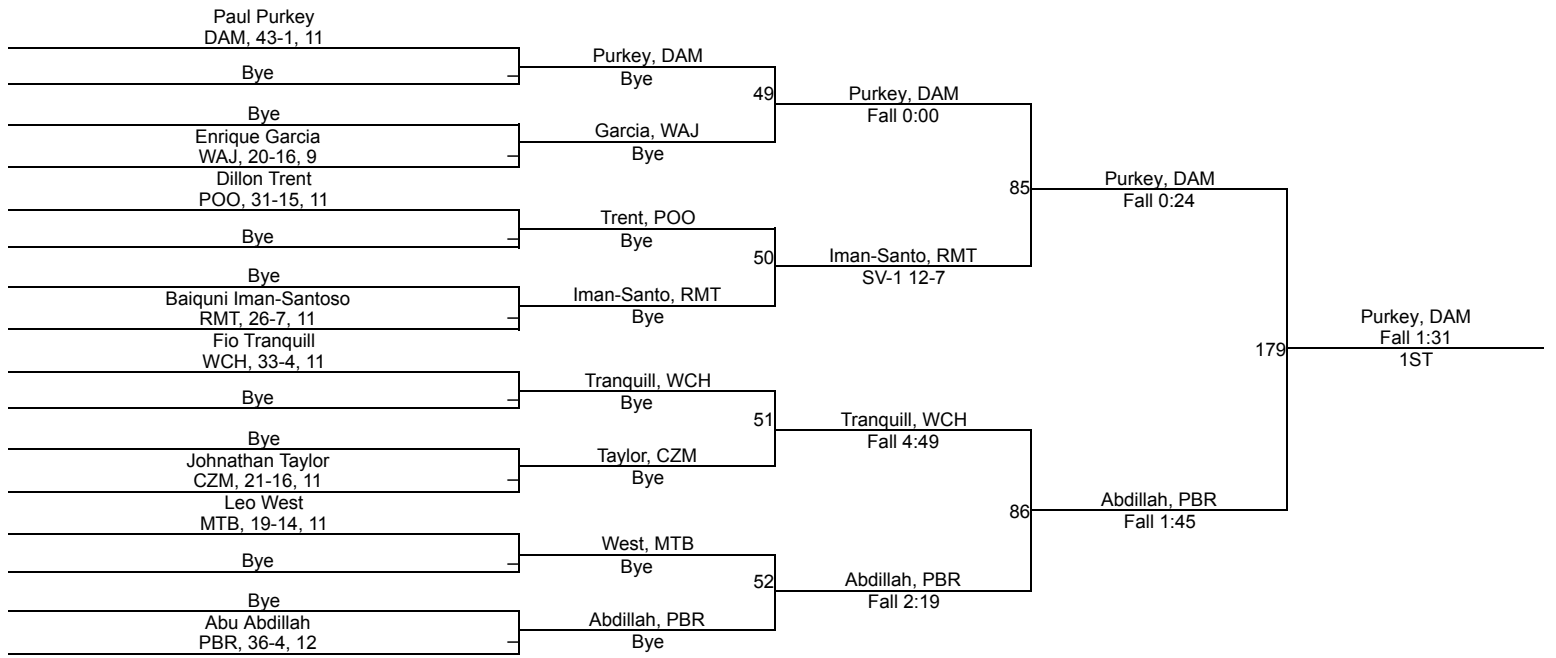 Paul Purkey
DAM, 43-1, 11
Bye
Bye
Enrique Garcia
WAJ, 20-16, 9
Dillon Trent
POO, 31-15, 11
Bye
Bye
Baiquni Iman-Santoso
RMT, 26-7, 11
Fio Tranquill
WCH, 33-4, 11
Bye
Bye
Johnathan Taylor
CZM, 21-16, 11
Leo West
MTB, 19-14, 11
Bye
Bye
Abu Abdillah
PBR, 36-4, 12
Purkey, DAM
Bye
49
Garcia, WAJ
Bye
Trent, POO
Bye
50
Iman-Santo, RMT
Bye
Tranquill, WCH
Bye
51
Taylor, CZM
Bye
West, MTB
Bye
52
Abdillah, PBR
Bye
Purkey, DAM
Fall 0:00
85
Iman-Santo, RMT
SV-1 12-7
Tranquill, WCH
Fall 4:49
86
Abdillah, PBR
Fall 2:19
Purkey, DAM
Fall 0:24
179
Abdillah, PBR
Fall 1:45
Purkey, DAM
Fall 1:31
1ST